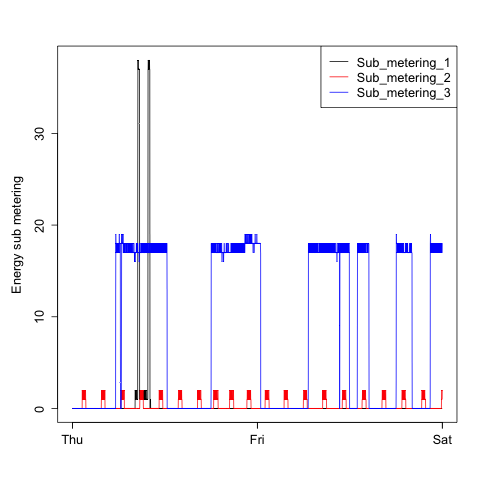 Sub_metering_1
Sub_metering_2
Sub_metering_3
Energy sub metering
30
20
10
0
Thu
Fri
Sat